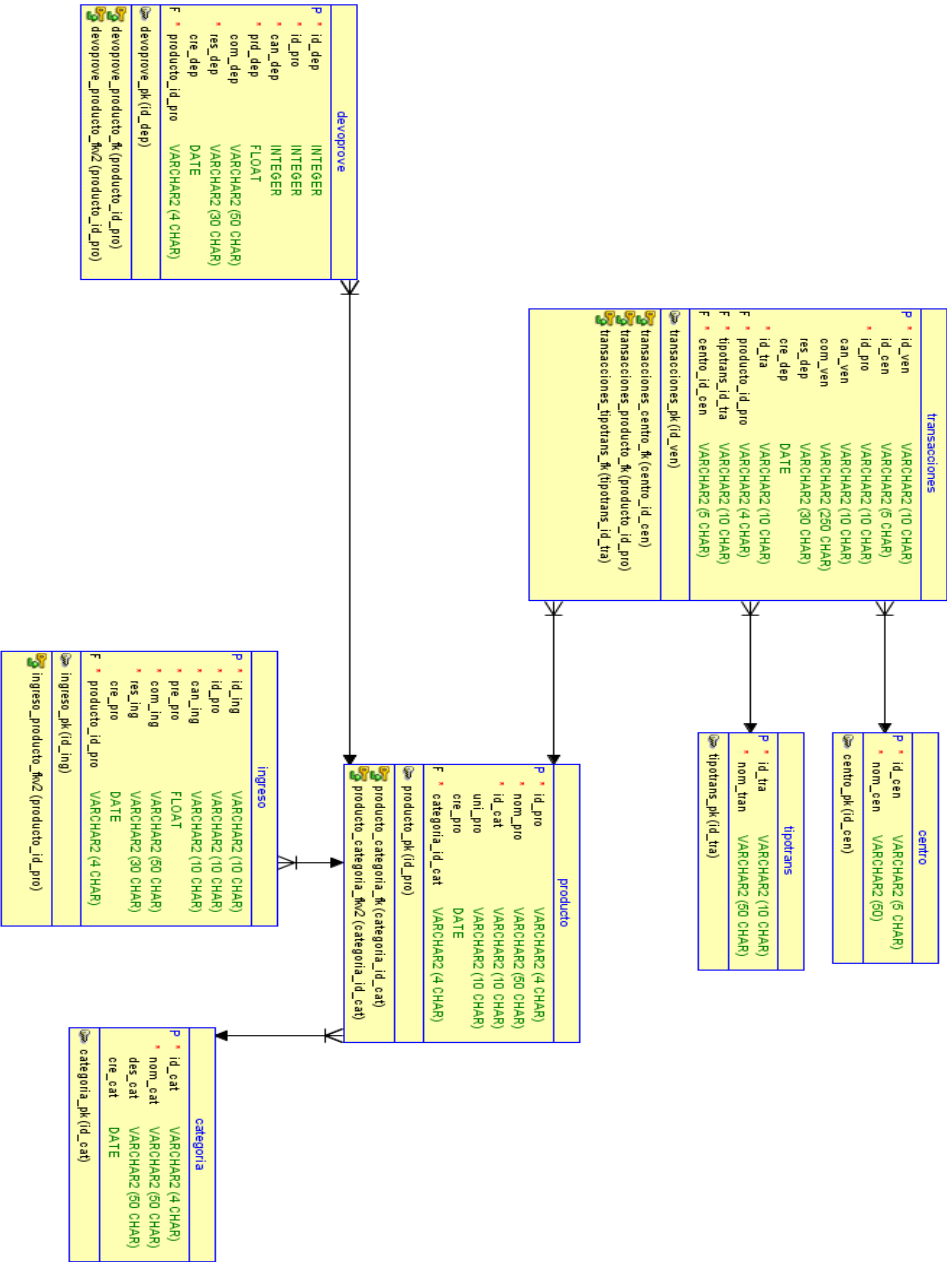 transacciones
P * id_ven VARCHAR2 (10 CHAR)
id_cen VARCHAR2 (5 CHAR)
* id_pro VARCHAR2 (10 CHAR)
can_ven VARCHAR2 (10 CHAR)
com_ven VARCHAR2 (250 CHAR)
res_dep VARCHAR2 (30 CHAR)
cre_dep DATE
* id_tra VARCHAR2 (10 CHAR)
F * producto_id_pro VARCHAR2 (4 CHAR)
F * tipotrans_id_tra VARCHAR2 (10 CHAR)
F * centro_id_cen VARCHAR2 (5 CHAR)
transacciones_pk (id_ven)
transacciones_centro_fk (centro_id_cen)
transacciones_producto_fk (producto_id_pro)
transacciones_tipotrans_fk (tipotrans_id_tra)
centro
P * id_cen VARCHAR2 (5 CHAR)
* nom_cen VARCHAR2 (50)
centro_pk (id_cen)
tipotrans
P * id_tra VARCHAR2 (10 CHAR)
* nom_tran VARCHAR2 (50 CHAR)
tipotrans_pk (id_tra)
devoprove
P * id_dep INTEGER
* id_pro INTEGER
* can_dep INTEGER
* prd_dep FLOAT
com_dep VARCHAR2 (50 CHAR)
* res_dep VARCHAR2 (30 CHAR)
cre_dep DATE
F * producto_id_pro VARCHAR2 (4 CHAR)
devoprove_pk (id_dep)
devoprove_producto_fk (producto_id_pro)
devoprove_producto_fkv2 (producto_id_pro)
producto
P * id_pro VARCHAR2 (4 CHAR)
* nom_pro VARCHAR2 (50 CHAR)
* id_cat VARCHAR2 (10 CHAR)
uni_pro VARCHAR2 (10 CHAR)
cre_pro DATE
F * categoria_id_cat VARCHAR2 (4 CHAR)
producto_pk (id_pro)
producto_categoria_fk (categoria_id_cat)
producto_categoria_fkv2 (categoria_id_cat)
ingreso
P * id_ing VARCHAR2 (10 CHAR)
* id_pro VARCHAR2 (10 CHAR)
* can_ing VARCHAR2 (10 CHAR)
* pre_pro FLOAT
* com_ing VARCHAR2 (50 CHAR)
* res_ing VARCHAR2 (30 CHAR)
cre_pro DATE
F * producto_id_pro VARCHAR2 (4 CHAR)
ingreso_pk (id_ing)
ingreso_producto_fkv2 (producto_id_pro)
categoria
P * id_cat VARCHAR2 (4 CHAR)
* nom_cat VARCHAR2 (50 CHAR)
des_cat VARCHAR2 (50 CHAR)
cre_cat DATE
categoria_pk (id_cat)